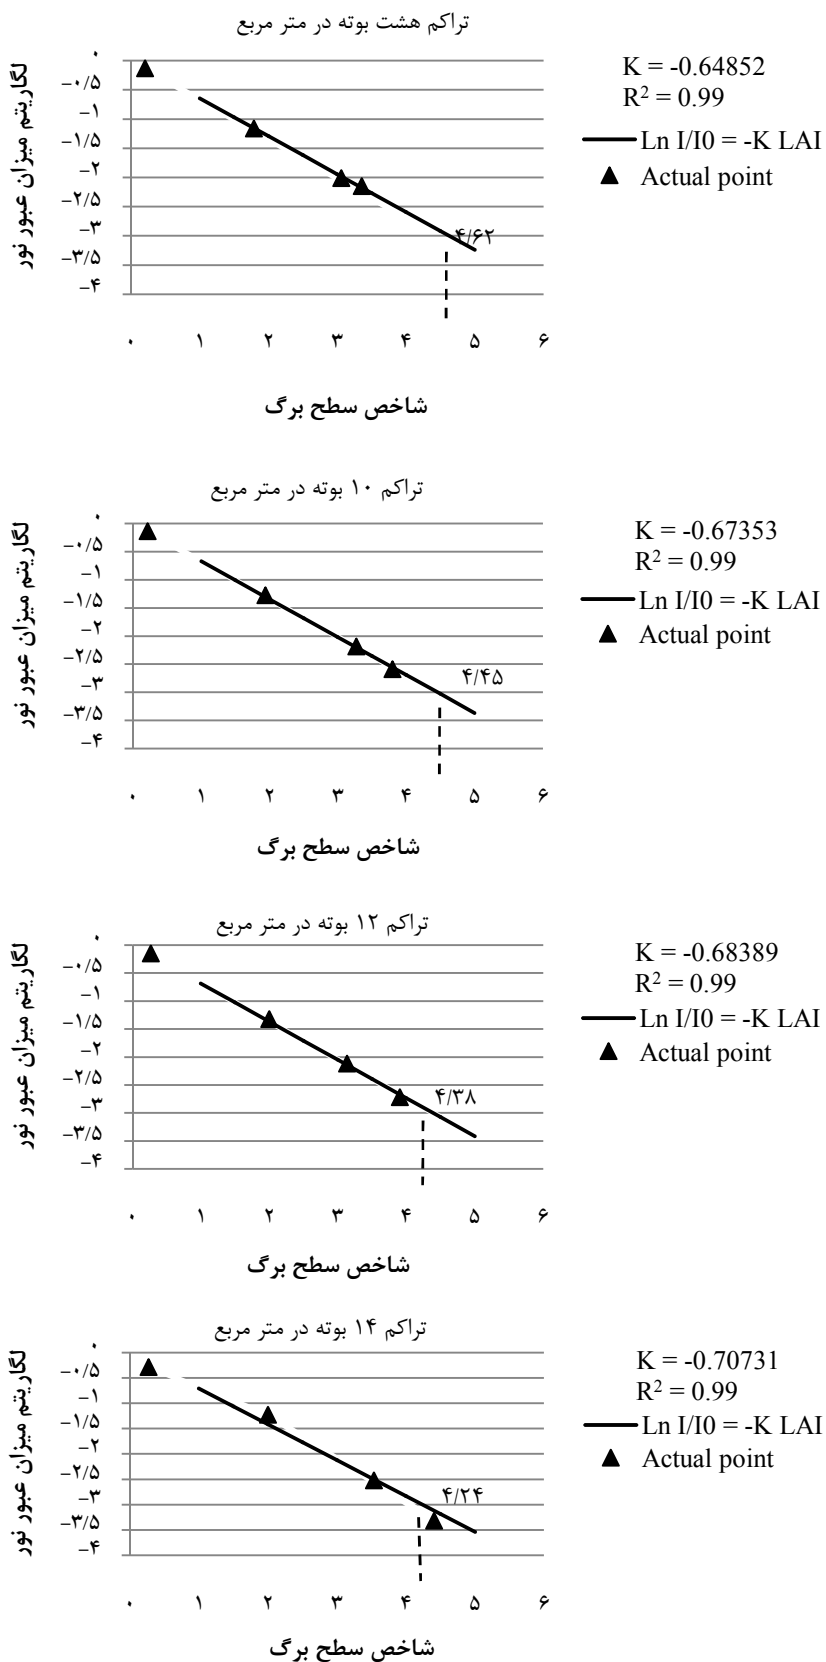 تراکم هشت بوته در متر مربع
لگاریتم میزان عبور نور
۰
-۰/۵
-۱
-۱/۵
-۲
-۲/۵
-۳
-۳/۵
-۴
۴/۶۲
۰ ۱ ۲ ۳ ۴ ۵ ۶
شاخص سطح برگ
K = -0.64852
R² = 0.99
Ln I/I0 = -K LAI
Actual point
تراکم ۱۰ بوته در متر مربع
لگاریتم میزان عبور نور
۰
-۰/۵
-۱
-۱/۵
-۲
-۲/۵
-۳
-۳/۵
-۴
۴/۴۵
۰ ۱ ۲ ۳ ۴ ۵ ۶
شاخص سطح برگ
K = -0.67353
R² = 0.99
Ln I/I0 = -K LAI
Actual point
تراکم ۱۲ بوته در متر مربع
لگاریتم میزان عبور نور
۰
-۰/۵
-۱
-۱/۵
-۲
-۲/۵
-۳
-۳/۵
-۴
۴/۳۸
۰ ۱ ۲ ۳ ۴ ۵ ۶
شاخص سطح برگ
K = -0.68389
R² = 0.99
Ln I/I0 = -K LAI
Actual point
تراکم ۱۴ بوته در متر مربع
لگاریتم میزان عبور نور
۰
-۰/۵
-۱
-۱/۵
-۲
-۲/۵
-۳
-۳/۵
-۴
۴/۲۴
۰ ۱ ۲ ۳ ۴ ۵ ۶
شاخص سطح برگ
K = -0.70731
R² = 0.99
Ln I/I0 = -K LAI
Actual point